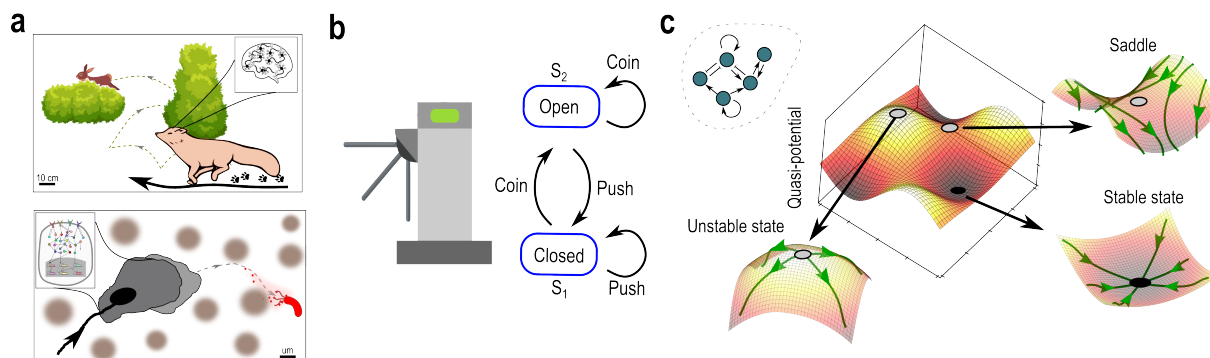 a
10 cm
um
b
S2
Open
Coin
Coin
Push
Closed
S1
Push
c
Quasi-potential
Saddle
Unstable state
Stable state